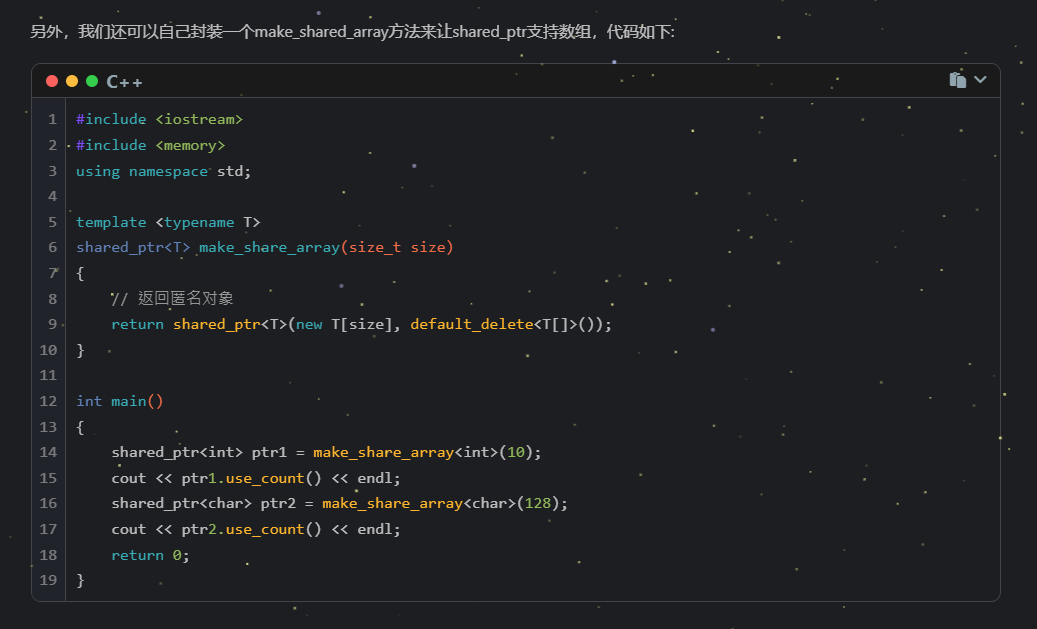 另外，我们还可以自己封装一个make_shared_array方法来让shared_ptr支持数组，代码如下:
C++
1 #include <iostream>
2 #include <memory>
3 using namespace std;
4
5 template <typename T>
6 shared_ptr<T> make_share_array(size_t size)
7 {
8     // 返回匿名对象
9     return shared_ptr<T>(new T[size], default_delete<T[]>());
10 }
11
12 int main()
13 {
14     shared_ptr<int> ptr1 = make_share_array<int>(10);
15     cout << ptr1.use_count() << endl;
16     shared_ptr<char> ptr2 = make_share_array<char>(128);
17     cout << ptr2.use_count() << endl;
18     return 0;
19 }